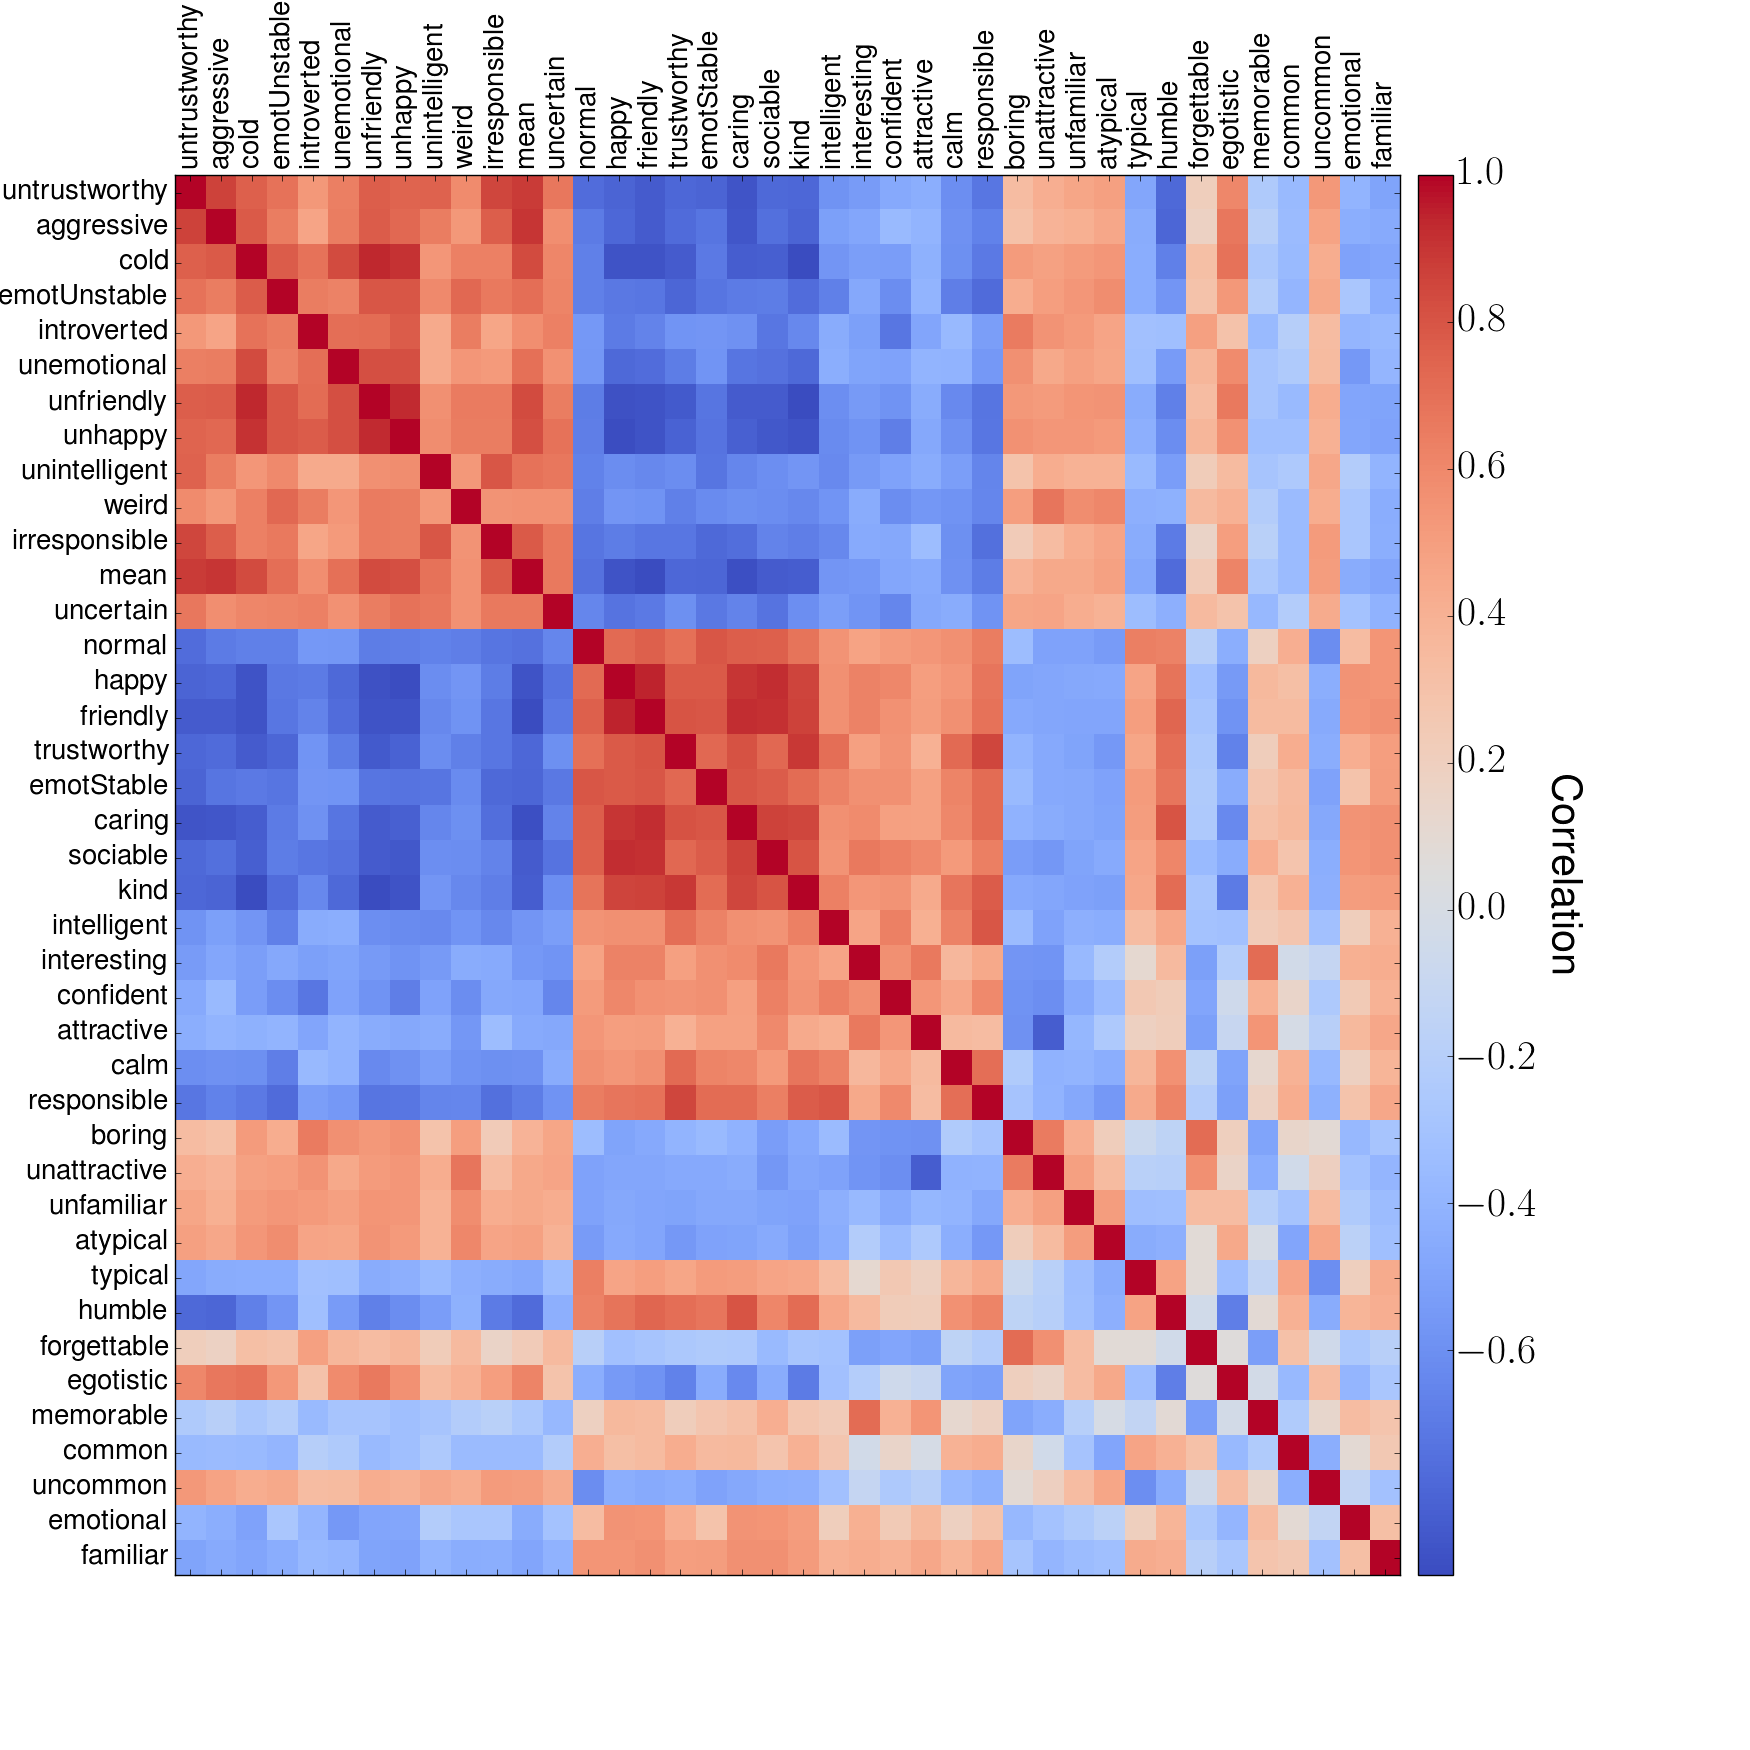 untrustworthy
aggressive
cold
emotUnstable
introverted
unemotional
unfriendly
unhappy
unintelligent
weird
irresponsible
mean
uncertain
normal
happy
friendly
trustworthy
emotStable
caring
sociable
kind
intelligent
interesting
confident
attractive
calm
responsible
boring
unattractive
unfamiliar
atypical
typical
humble
forgettable
egotistic
memorable
common
uncommon
emotional
familiar
untrustworthy
aggressive
cold
emotUnstable
introverted
unemotional
unfriendly
unhappy
unintelligent
weird
irresponsible
mean
uncertain
normal
happy
friendly
trustworthy
emotStable
caring
sociable
kind
intelligent
interesting
confident
attractive
calm
responsible
boring
unattractive
unfamiliar
atypical
typical
humble
forgettable
egotistic
memorable
common
uncommon
emotional
familiar
1.0
0.8
0.6
0.4
0.2
0.0
−0.2
−0.4
−0.6
Correlation